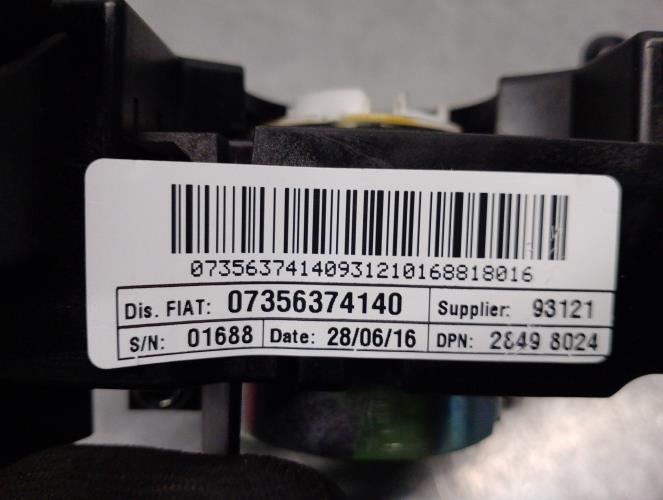 07356374140931210168818016
Dis. FIAT: 07356374140 Supplier: 93121
S/N: 01688 Date: 28/06/16 DPN: 2849 8024